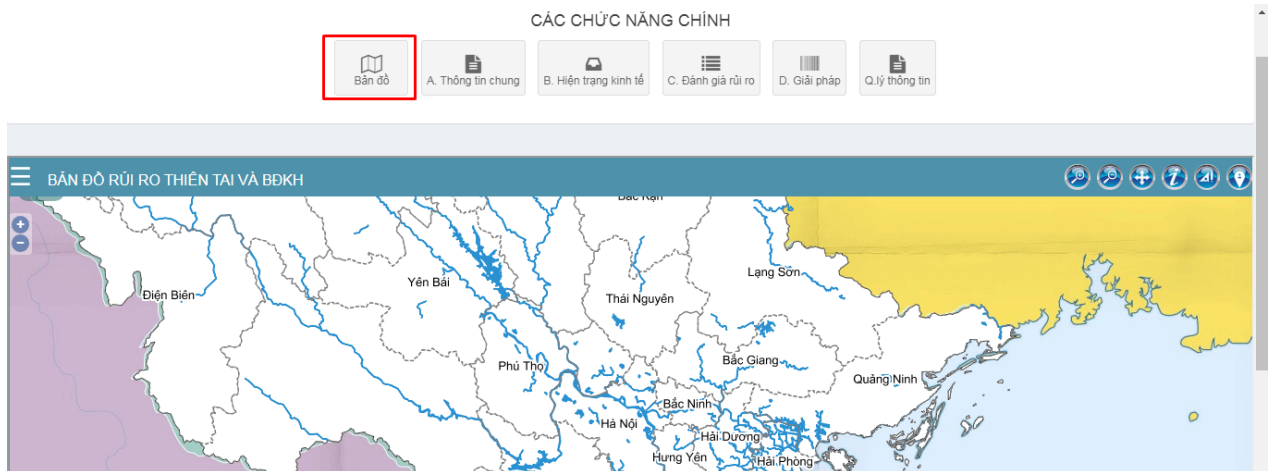 CÁC CHỨC NĂNG CHÍNH
Bản đồ
A. Thông tin chung
B. Hiện trạng kinh tế
C. Đánh giá rủi ro
D. Giải pháp
Q.lý thông tin
BẢN ĐỒ RỦI RO THIÊN TAI VÀ BĐKH
Bắc Kạn
Lạng Sơn
Yên Bái
Điện Biên
Thái Nguyên
Bắc Giang
Phú Thọ
Quảng Ninh
Bắc Ninh
Hà Nội
Hải Dương
Hưng Yên
Hải Phòng